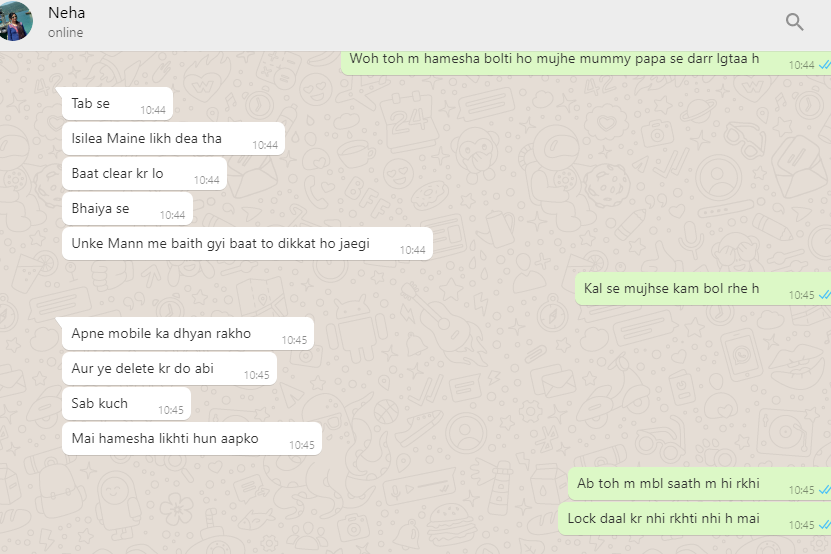 Neha
online
Woh toh m hamesha bolti ho mujhe mummy papa se darr lgtaa h 10:44
Tab se 10:44
Isilea Maine likh dea tha 10:44
Baat clear kr lo 10:44
Bhaiya se 10:44
Unke Mann me baith gyi baat to dikkat ho jaegi 10:44
Kal se mujhse kam bol rhe h 10:45
Apne mobile ka dhyan rakho 10:45
Aur ye delete kr do abi 10:45
Sab kuch 10:45
Mai hamesha likhti hun aapko 10:45
Ab toh m mbl saath m hi rkhi 10:45
Lock daal kr nhi rkhti nhi h mai 10:45